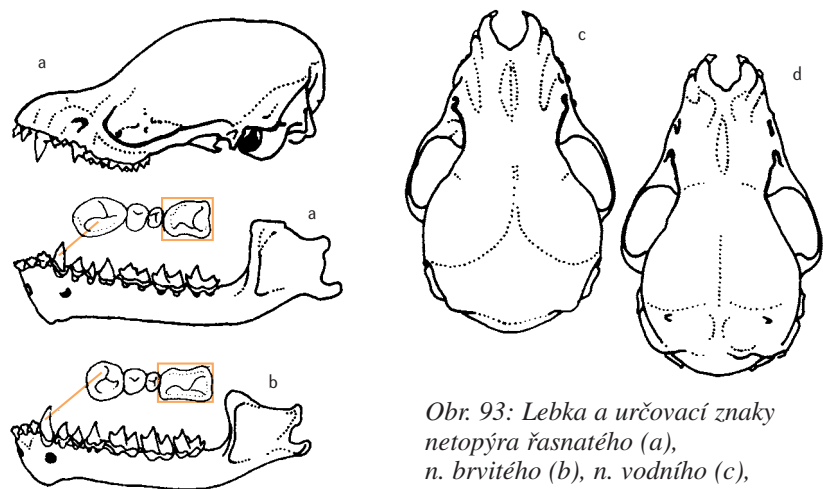 a
c
d
a
b
Obr. 93: Lebka a určovací znaky
netopýra řasnatého (a),
n. brvitého (b), n. vodního (c),